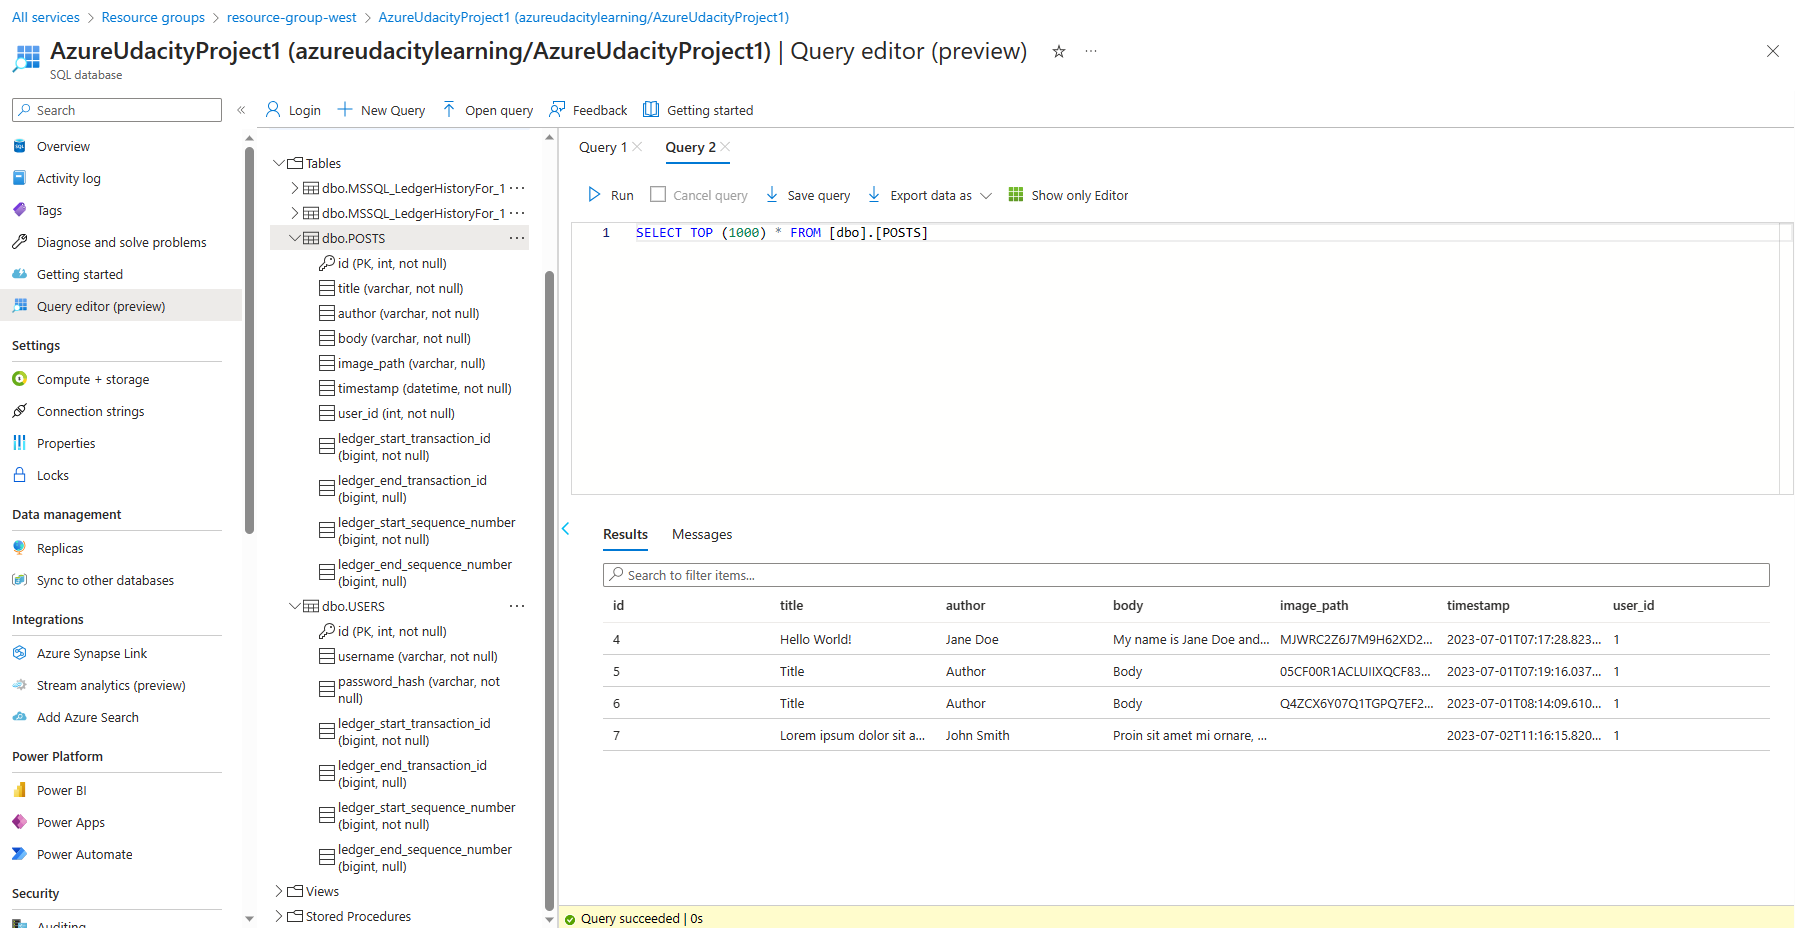 All services > Resource groups > resource-group-west > AzureUdacityProject1 (azureudacitylearning/AzureUdacityProject1)
AzureUdacityProject1 (azureudacitylearning/AzureUdacityProject1) | Query editor (preview)
SQL database
Search
Overview
Activity log
Tags
Diagnose and solve problems
Getting started
Query editor (preview)
Settings
Compute + storage
Connection strings
Properties
Locks
Data management
Replicas
Sync to other databases
Integrations
Azure Synapse Link
Stream analytics (preview)
Add Azure Search
Power Platform
Power BI
Power Apps
Power Automate
Security
Auditing
Login New Query Open query Feedback Getting started
Tables
dbo.MSSQL_LedgerHistoryFor_1 ...
dbo.MSSQL_LedgerHistoryFor_1 ...
dbo.POSTS ...
id (PK, int, not null)
title (varchar, not null)
author (varchar, not null)
body (varchar, not null)
image_path (varchar, null)
timestamp (datetime, not null)
user_id (int, not null)
ledger_start_transaction_id
(bigint, not null)
ledger_end_transaction_id
(bigint, null)
ledger_start_sequence_number
(bigint, not null)
ledger_end_sequence_number
(bigint, null)
dbo.USERS ...
id (PK, int, not null)
username (varchar, not null)
password_hash (varchar, not
null)
ledger_start_transaction_id
(bigint, not null)
ledger_end_transaction_id
(bigint, null)
ledger_start_sequence_number
(bigint, not null)
ledger_end_sequence_number
(bigint, null)
Views
Stored Procedures
Query 1 Query 2
Run Cancel query Save query Export data as Show only Editor
1 SELECT TOP (1000) * FROM [dbo].[POSTS]
Results Messages
Search to filter items...
id title author body image_path timestamp user_id
4 Hello World! Jane Doe My name is Jane Doe and... MJWRC2Z6J7M9H62XD2... 2023-07-01T07:17:28.823... 1
5 Title Author Body 05CF00R1ACLUIIXQCF83... 2023-07-01T07:19:16.037... 1
6 Title Author Body Q4ZCX6Y07Q1TGPQ7EF2... 2023-07-01T08:14:09.610... 1
7 Lorem ipsum dolor sit a... John Smith Proin sit amet mi ornare, ... 2023-07-02T11:16:15.820... 1
Query succeeded | 0s